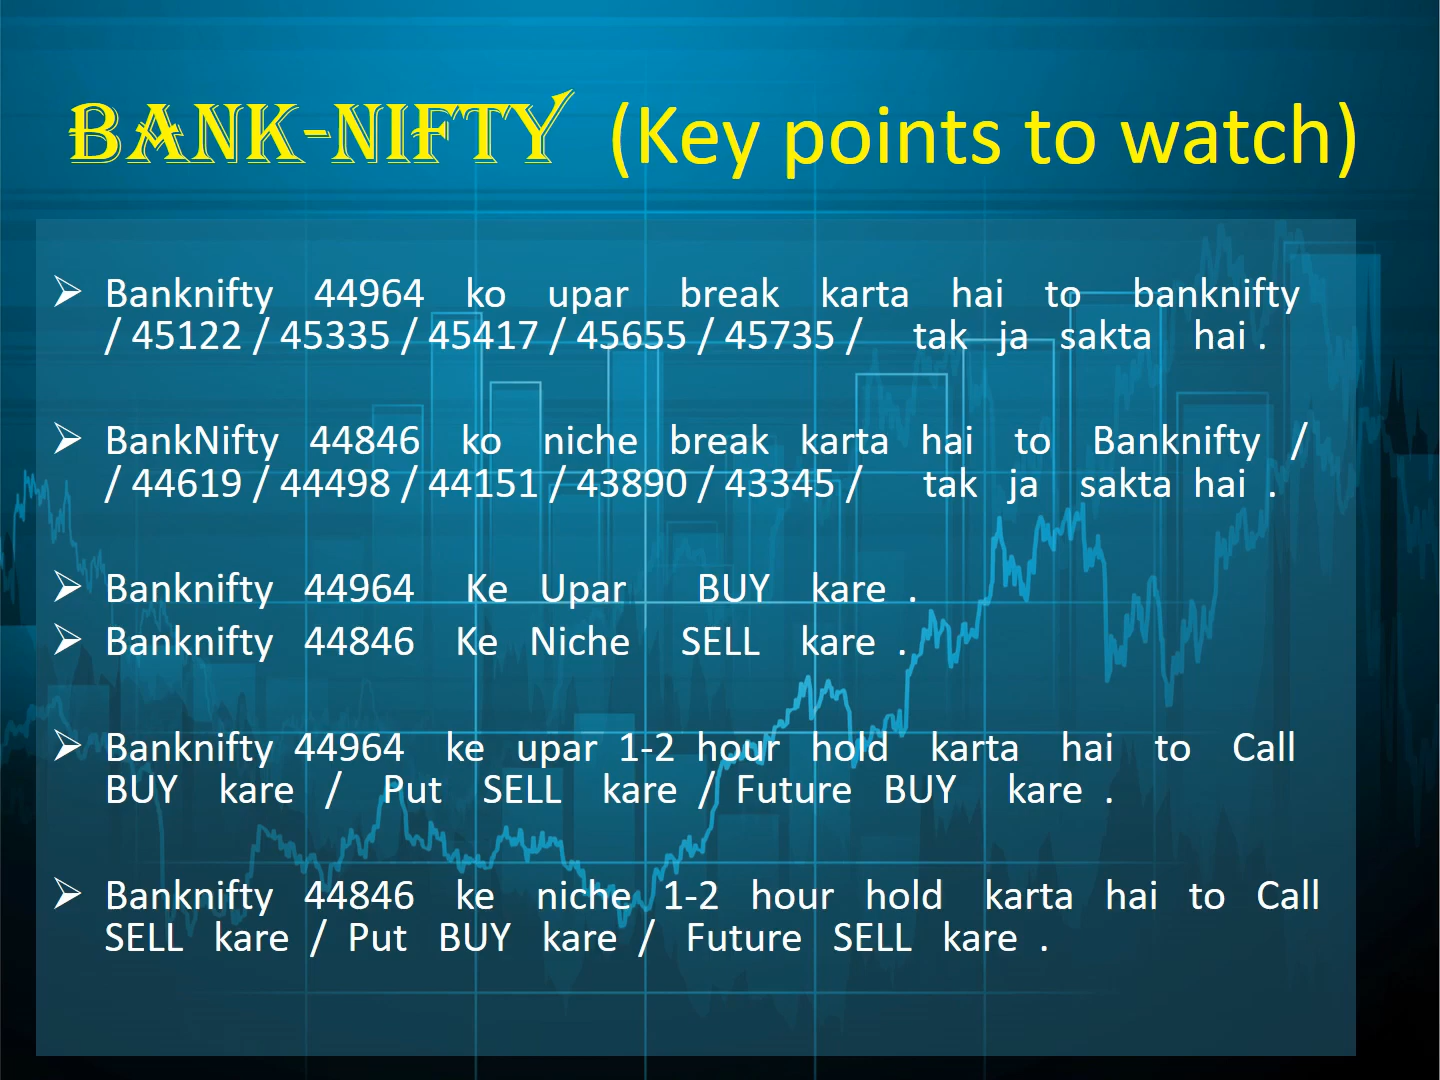 BANK-NIFTY (Key points to watch)
➢ Banknifty 44964 ko upar break karta hai to banknifty
/ 45122 / 45335 / 45417 / 45655 / 45735 / tak ja sakta hai .
➢ BankNifty 44846 ko niche break karta hai to Banknifty /
/ 44619 / 44498 / 44151 / 43890 / 43345 / tak ja sakta hai .
➢ Banknifty 44964 Ke Upar BUY kare .
➢ Banknifty 44846 Ke Niche SELL kare .
➢ Banknifty 44964 ke upar 1-2 hour hold karta hai to Call
BUY kare / Put SELL kare / Future BUY kare .
➢ Banknifty 44846 ke niche 1-2 hour hold karta hai to Call
SELL kare / Put BUY kare / Future SELL kare .